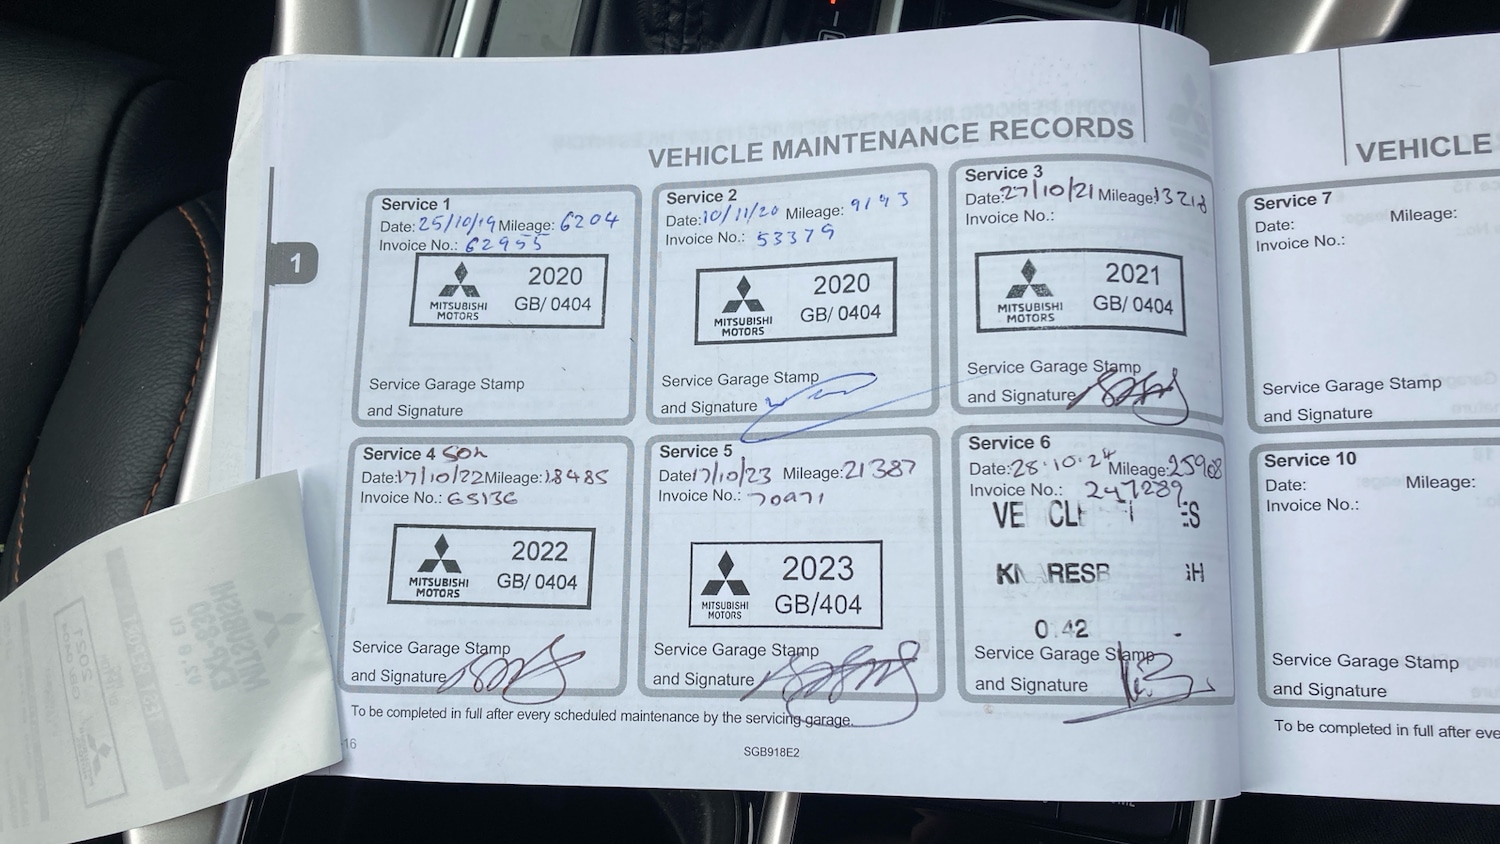 VEHICLE MAINTENANCE RECORDS
1
Service 1
Date: 25/10/19 Mileage: 6204
Invoice No.: 62955
MITSUBISHI MOTORS 2020 GB/ 0404
Service Garage Stamp
and Signature
Service 2
Date: 10/11/20 Mileage: 9193
Invoice No.: 53379
MITSUBISHI MOTORS 2020 GB/ 0404
Service Garage Stamp
and Signature
Service 3
Date: 27/10/21 Mileage: 13218
Invoice No.:
MITSUBISHI MOTORS 2021 GB/ 0404
Service Garage Stamp
and Signature
Service 4
Date: 17/10/22 Mileage: 18485
Invoice No.: 65136
MITSUBISHI MOTORS 2022 GB/ 0404
Service Garage Stamp
and Signature
Service 5
Date: 17/10/23 Mileage: 21387
Invoice No.: 70971
MITSUBISHI MOTORS 2023 GB/404
Service Garage Stamp
and Signature
Service 6
Date: 28.10.24 Mileage: 25968
Invoice No.: 247289
Service Garage Stamp
and Signature
To be completed in full after every scheduled maintenance by the servicing garage.
-16
SGB918E2
VEHICLE
Service 7
Date: Mileage:
Invoice No.:
Service Garage Stamp
and Signature
Service 10
Date: Mileage:
Invoice No.:
Service Garage Stamp
and Signature
To be completed in full after eve